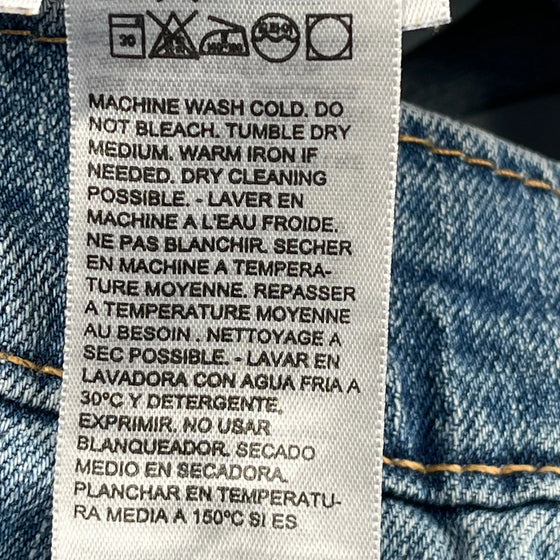 30
MACHINE WASH COLD. DO
NOT BLEACH. TUMBLE DRY
MEDIUM. WARM IRON IF
NEEDED. DRY CLEANING
POSSIBLE. - LAVER EN
MACHINE A L'EAU FROIDE.
NE PAS BLANCHIR. SECHER
EN MACHINE A TEMPERA-
TURE MOYENNE. REPASSER
A TEMPERATURE MOYENNE
AU BESOIN . NETTOYAGE A
SEC POSSIBLE. - LAVAR EN
LAVADORA CON AGUA FRIA A
30ºC Y DETERGENTE.
EXPRIMIR. NO USAR
BLANQUEADOR. SECADO
MEDIO EN SECADORA.
PLANCHAR EN TEMPERATU-
RA MEDIA A 150ºC SI ES